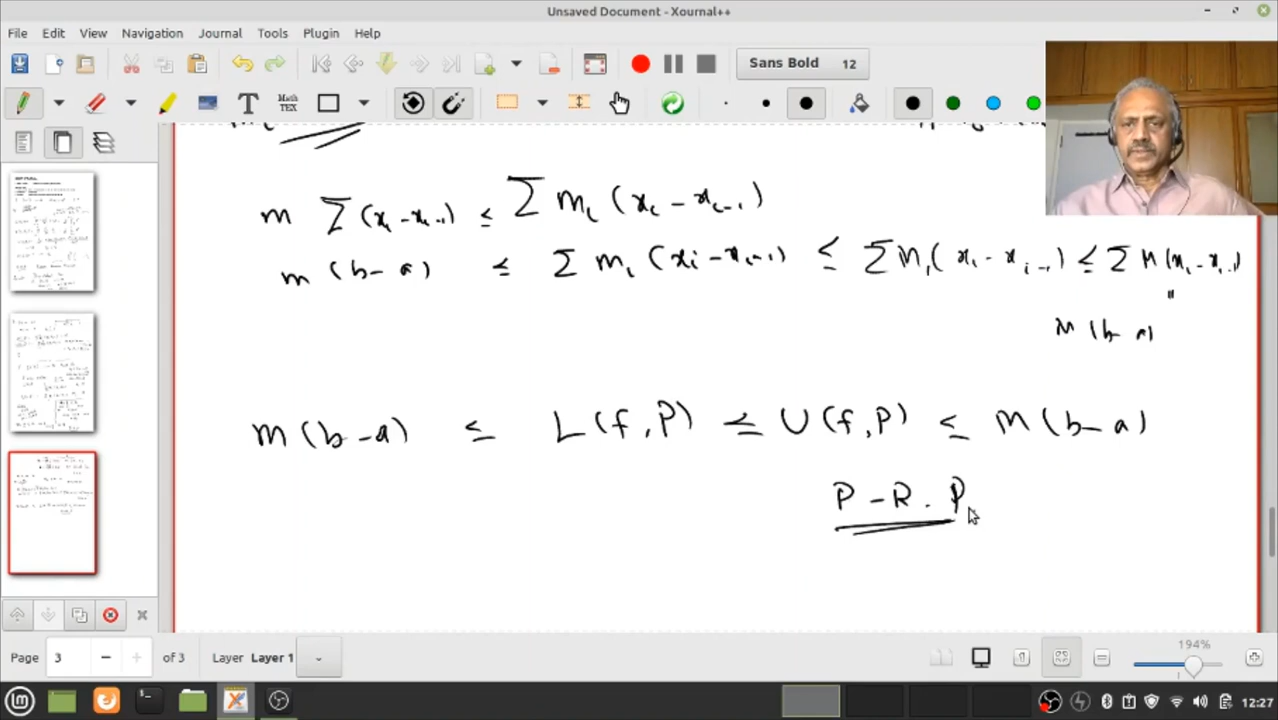 Unsaved Document - Xournal++
File Edit View Navigation Journal Tools Plugin Help
Sans Bold 12
T Math TEX
m ∑ (xᵢ - xᵢ₋₁) ≤ ∑ mᵢ (xᵢ - xᵢ₋₁)
m (b - a) ≤ ∑ mᵢ (xᵢ - xᵢ₋₁) ≤ ∑ Mᵢ (xᵢ - xᵢ₋₁) ≤ ∑ M (xᵢ - xᵢ₋₁)
"
M (b - a)
m (b - a) ≤ L (f, P) ≤ U (f, P) ≤ M (b - a)
P - R . P
Page 3 of 3 Layer Layer 1 194%
12:27